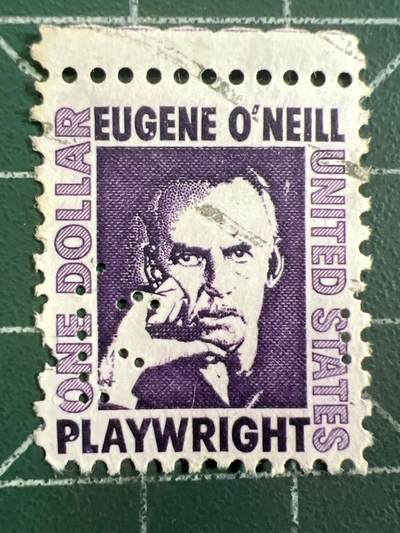 EUGENE O'NEILL
ONE DOLLAR
UNITED STATES
PLAYWRIGHT